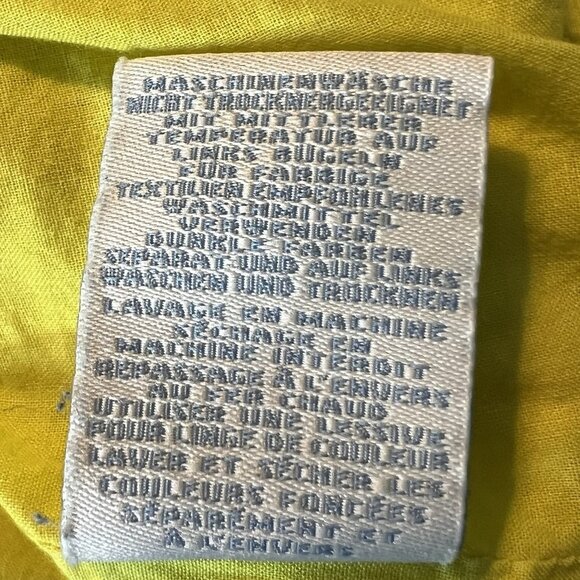 MASCHINENWÄSCHE
NICHT TROCKNERGEEIGNET
MIT MITTLERER
TEMPERATUR AUF
LINKS BÜGELN
FÜR FARBIGE
TEXTILIEN EMPFOHLENES
WASCHMITTEL
VERWENDEN
DUNKLE FARBEN
SEPARAT UND AUF LINKS
WASCHEN UND TROCKNEN
LAVAGE EN MACHINE
SÉCHAGE EN
MACHINE INTERDIT
REPASSAGE À L'ENVERS
AU FER CHAUD
UTILISER UNE LESSIVE
POUR LINGE DE COULEUR
LAVER ET SÉCHER LES
COULEURS FONCÉES
SÉPARÉMENT ET
À L'ENVERS